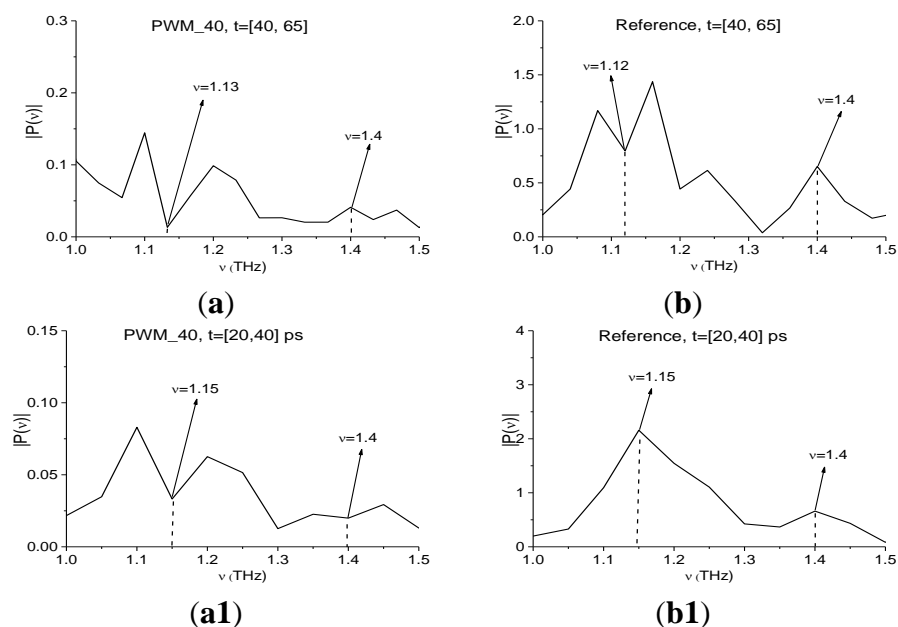 PWM_40, t=[40, 65]
0.3
0.2
0.1
0.0
|P(ν)|
ν=1.13
ν=1.4
1.0 1.1 1.2 1.3 1.4 1.5
ν (THz)
(a)
Reference, t=[40, 65]
2.0
1.5
1.0
0.5
0.0
|P(ν)|
ν=1.12
ν=1.4
1.0 1.1 1.2 1.3 1.4 1.5
ν (THz)
(b)
PWM_40, t=[20,40] ps
0.15
0.10
0.05
0.00
|P(ν)|
ν=1.15
ν=1.4
1.0 1.1 1.2 1.3 1.4 1.5
ν (THz)
(a1)
Reference, t=[20,40] ps
4
3
2
1
0
|P(ν)|
ν=1.15
ν=1.4
1.0 1.1 1.2 1.3 1.4 1.5
ν (THz)
(b1)